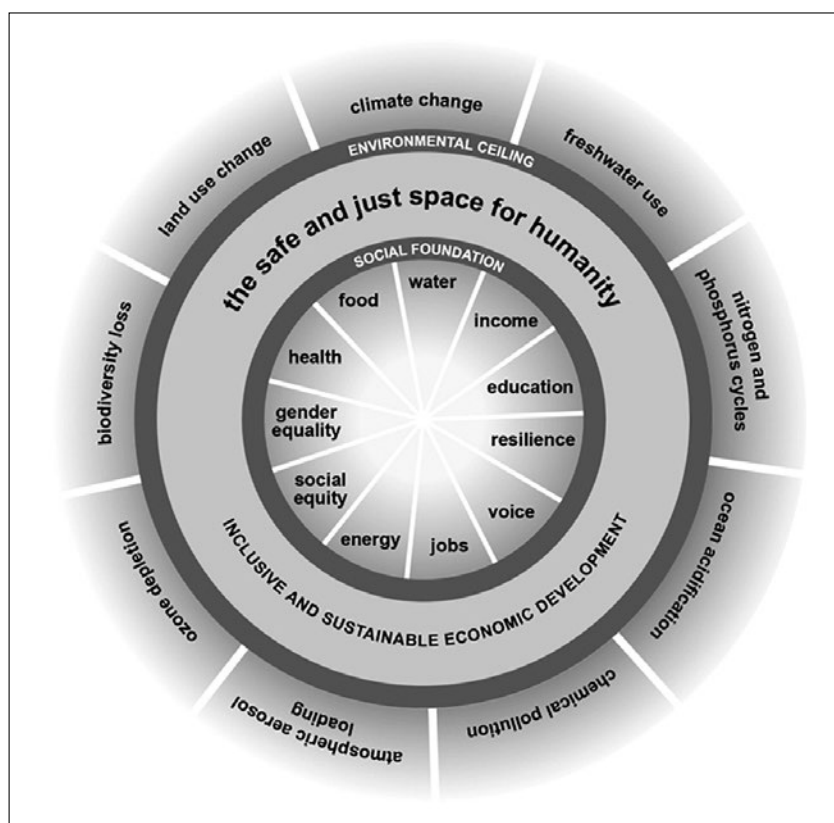 climate change
freshwater use
nitrogen and
phosphorus cycles
ocean acidification
chemical pollution
atmospheric aerosol
loading
ozone depletion
biodiversity loss
land use change
ENVIRONMENTAL CEILING
the safe and just space for humanity
SOCIAL FOUNDATION
water
income
education
resilience
voice
jobs
energy
social
equity
gender
equality
health
food
INCLUSIVE AND SUSTAINABLE ECONOMIC DEVELOPMENT